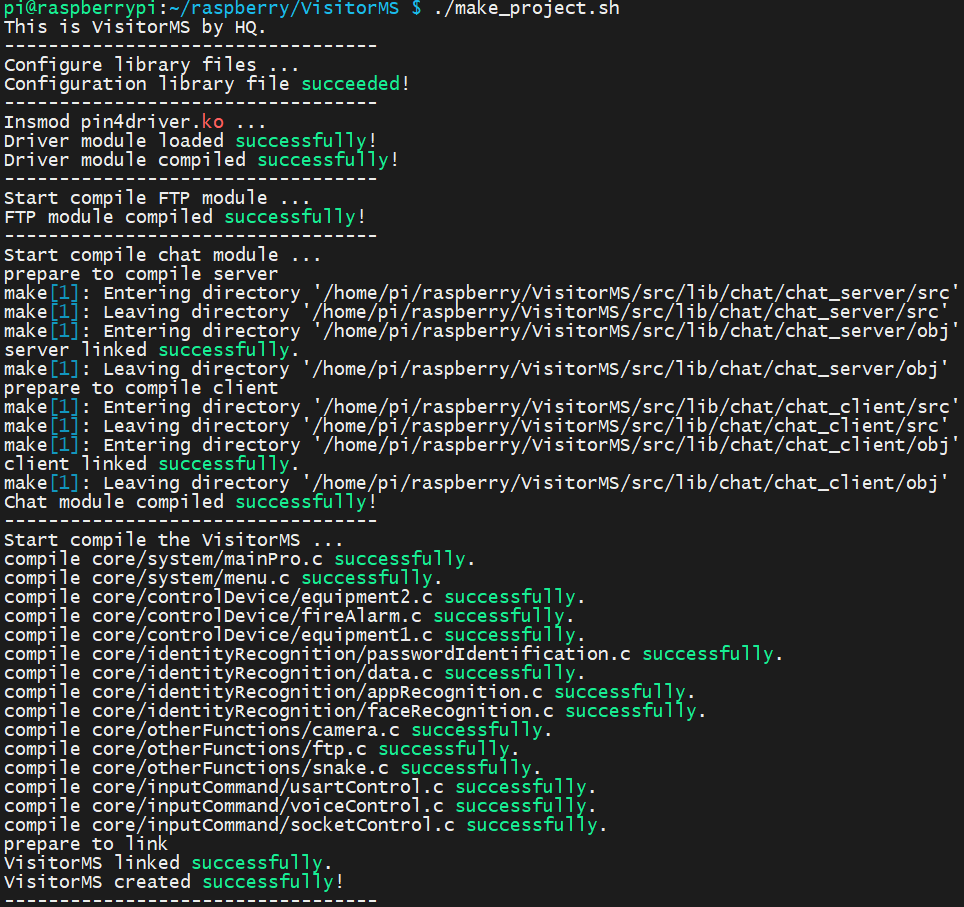 pi@raspberrypi:~/raspberry/VisitorMS $ ./make_project.sh
This is VisitorMS by HQ.
----------------------------------
Configure library files ...
Configuration library file succeeded!
----------------------------------
Insmod pin4driver.ko ...
Driver module loaded successfully!
Driver module compiled successfully!
----------------------------------
Start compile FTP module ...
FTP module compiled successfully!
----------------------------------
Start compile chat module ...
prepare to compile server
make[1]: Entering directory '/home/pi/raspberry/VisitorMS/src/lib/chat/chat_server/src'
make[1]: Leaving directory '/home/pi/raspberry/VisitorMS/src/lib/chat/chat_server/src'
make[1]: Entering directory '/home/pi/raspberry/VisitorMS/src/lib/chat/chat_server/obj'
server linked successfully.
make[1]: Leaving directory '/home/pi/raspberry/VisitorMS/src/lib/chat/chat_server/obj'
prepare to compile client
make[1]: Entering directory '/home/pi/raspberry/VisitorMS/src/lib/chat/chat_client/src'
make[1]: Leaving directory '/home/pi/raspberry/VisitorMS/src/lib/chat/chat_client/src'
make[1]: Entering directory '/home/pi/raspberry/VisitorMS/src/lib/chat/chat_client/obj'
client linked successfully.
make[1]: Leaving directory '/home/pi/raspberry/VisitorMS/src/lib/chat/chat_client/obj'
Chat module compiled successfully!
----------------------------------
Start compile the VisitorMS ...
compile core/system/mainPro.c successfully.
compile core/system/menu.c successfully.
compile core/controlDevice/equipment2.c successfully.
compile core/controlDevice/fireAlarm.c successfully.
compile core/controlDevice/equipment1.c successfully.
compile core/identityRecognition/passwordIdentification.c successfully.
compile core/identityRecognition/data.c successfully.
compile core/identityRecognition/appRecognition.c successfully.
compile core/identityRecognition/faceRecognition.c successfully.
compile core/otherFunctions/camera.c successfully.
compile core/otherFunctions/ftp.c successfully.
compile core/otherFunctions/snake.c successfully.
compile core/inputCommand/usartControl.c successfully.
compile core/inputCommand/voiceControl.c successfully.
compile core/inputCommand/socketControl.c successfully.
prepare to link
VisitorMS linked successfully.
VisitorMS created successfully!
----------------------------------